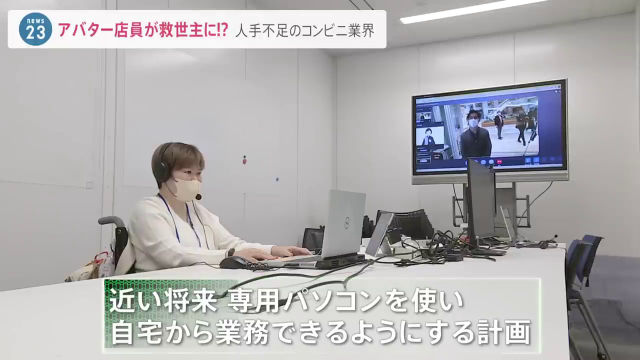 news 23
アバター店員が救世主に!? 人手不足のコンビニ業界
近い将来 専用パソコンを使い
自宅から業務できるようにする計画